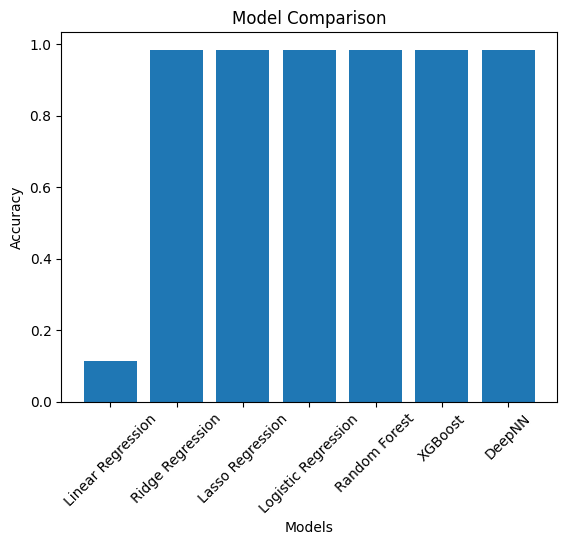 Model Comparison
1.0
0.8
0.6
0.4
0.2
0.0
Accuracy
Linear Regression
Ridge Regression
Lasso Regression
Logistic Regression
Random Forest
XGBoost
DeepNN
Models